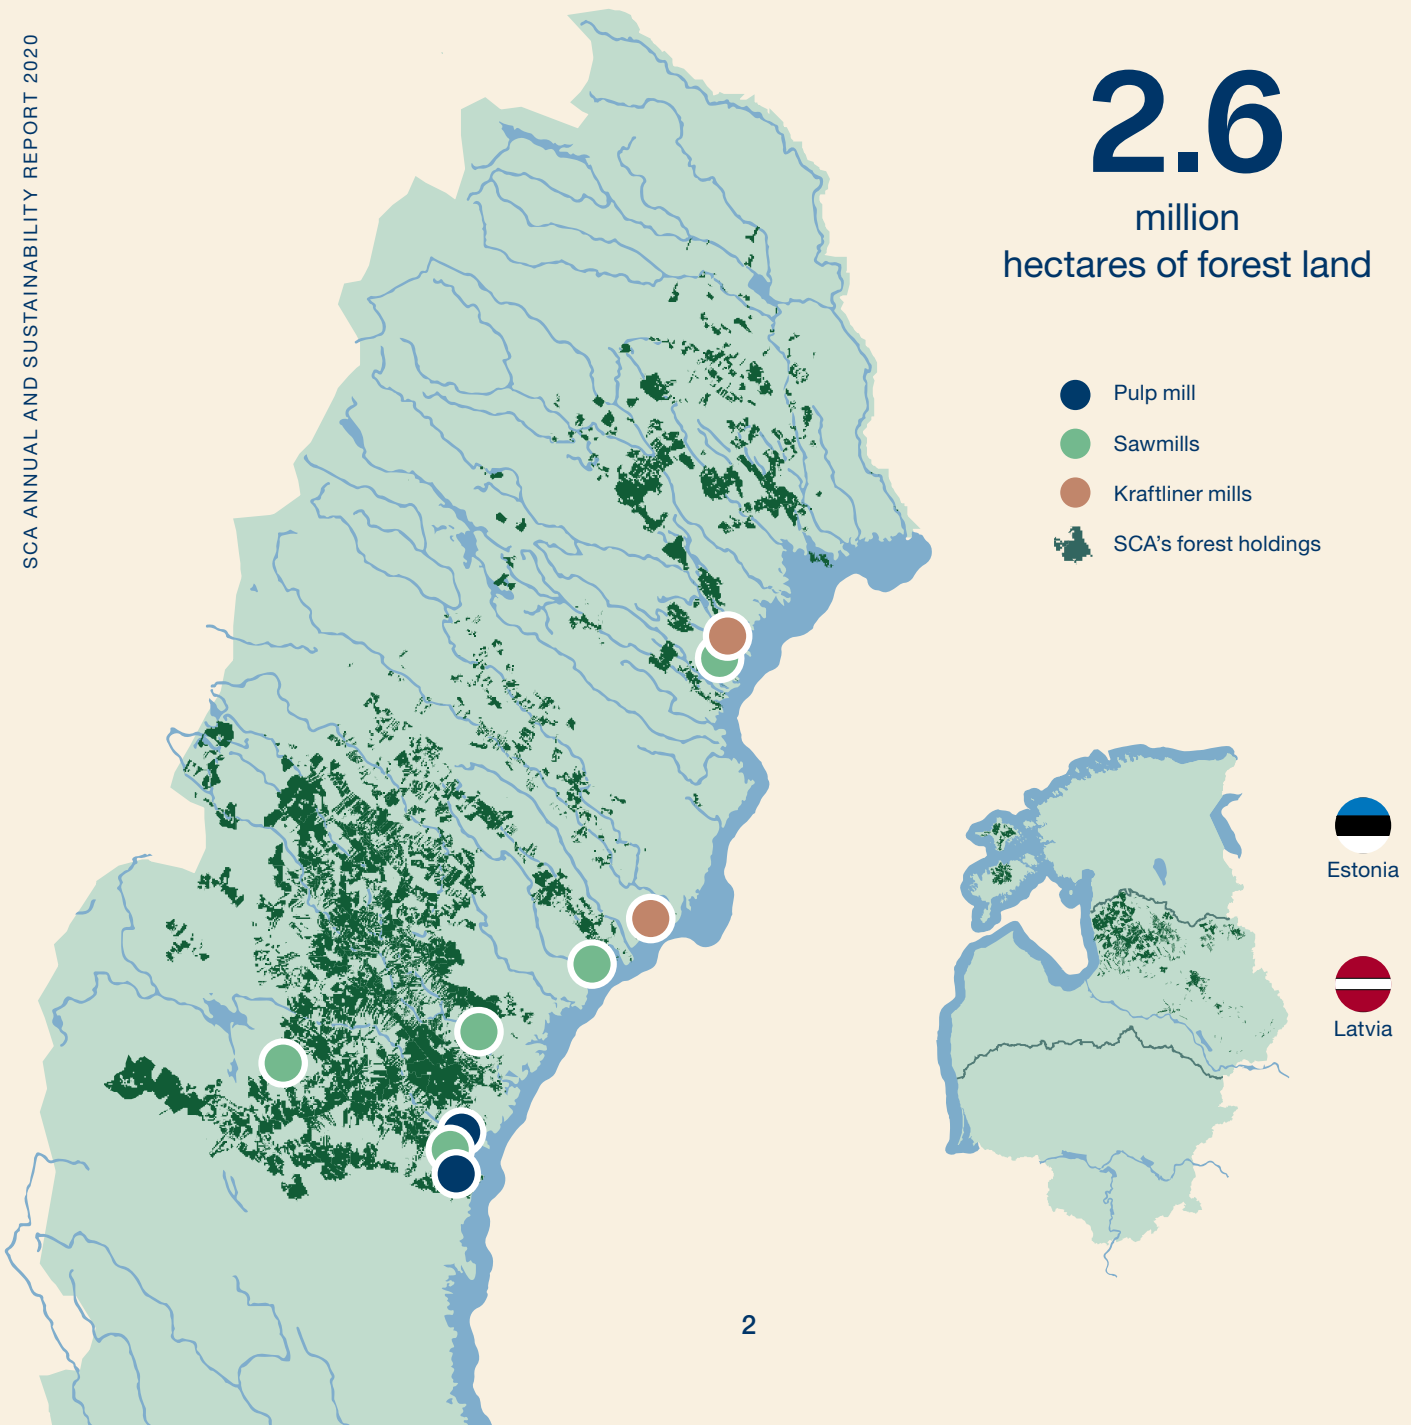 SCA ANNUAL AND SUSTAINABILITY REPORT 2020
2.6
million
hectares of forest land
Pulp mill
Sawmills
Kraftliner mills
SCA’s forest holdings
Estonia
Latvia
2